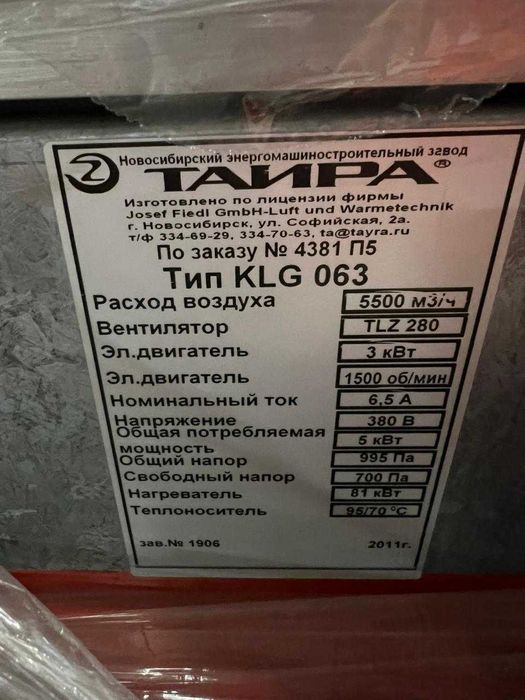 Новосибирский энергомашиностроительный завод
ТАЙРА®
Изготовлено по лицензии фирмы
Josef Fiedl GmbH-Luft und Warmetechnik
г. Новосибирск, ул. Софийская, 2а.
т/ф 334-69-29, 334-70-63, ta@tayra.ru
По заказу № 4381 П5
Тип KLG 063
Расход воздуха 5500 м3/ч
Вентилятор TLZ 280
Эл.двигатель 3 кВт
Эл.двигатель 1500 об/мин
Номинальный ток 6,5 А
Напряжение 380 В
Общая потребляемая мощность 5 кВт
Общий напор 995 Па
Свободный напор 700 Па
Нагреватель 81 кВт
Теплоноситель 95/70 °С
зав.№ 1906 2011г.